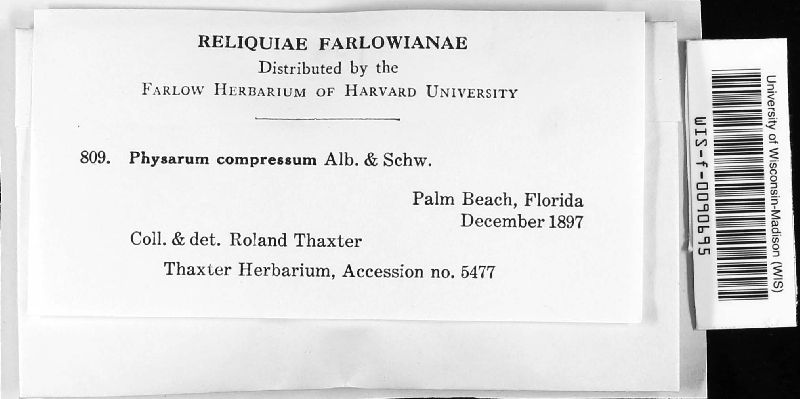 RELIQUIAE FARLOWIANAE
Distributed by the
FARLOW HERBARIUM OF HARVARD UNIVERSITY
809. Physarum compressum Alb. & Schw.
Palm Beach, Florida
December 1897
Coll. & det. Roland Thaxter
Thaxter Herbarium, Accession no. 5477
University of Wisconsin-Madison (WIS)
WIS-f-0090695